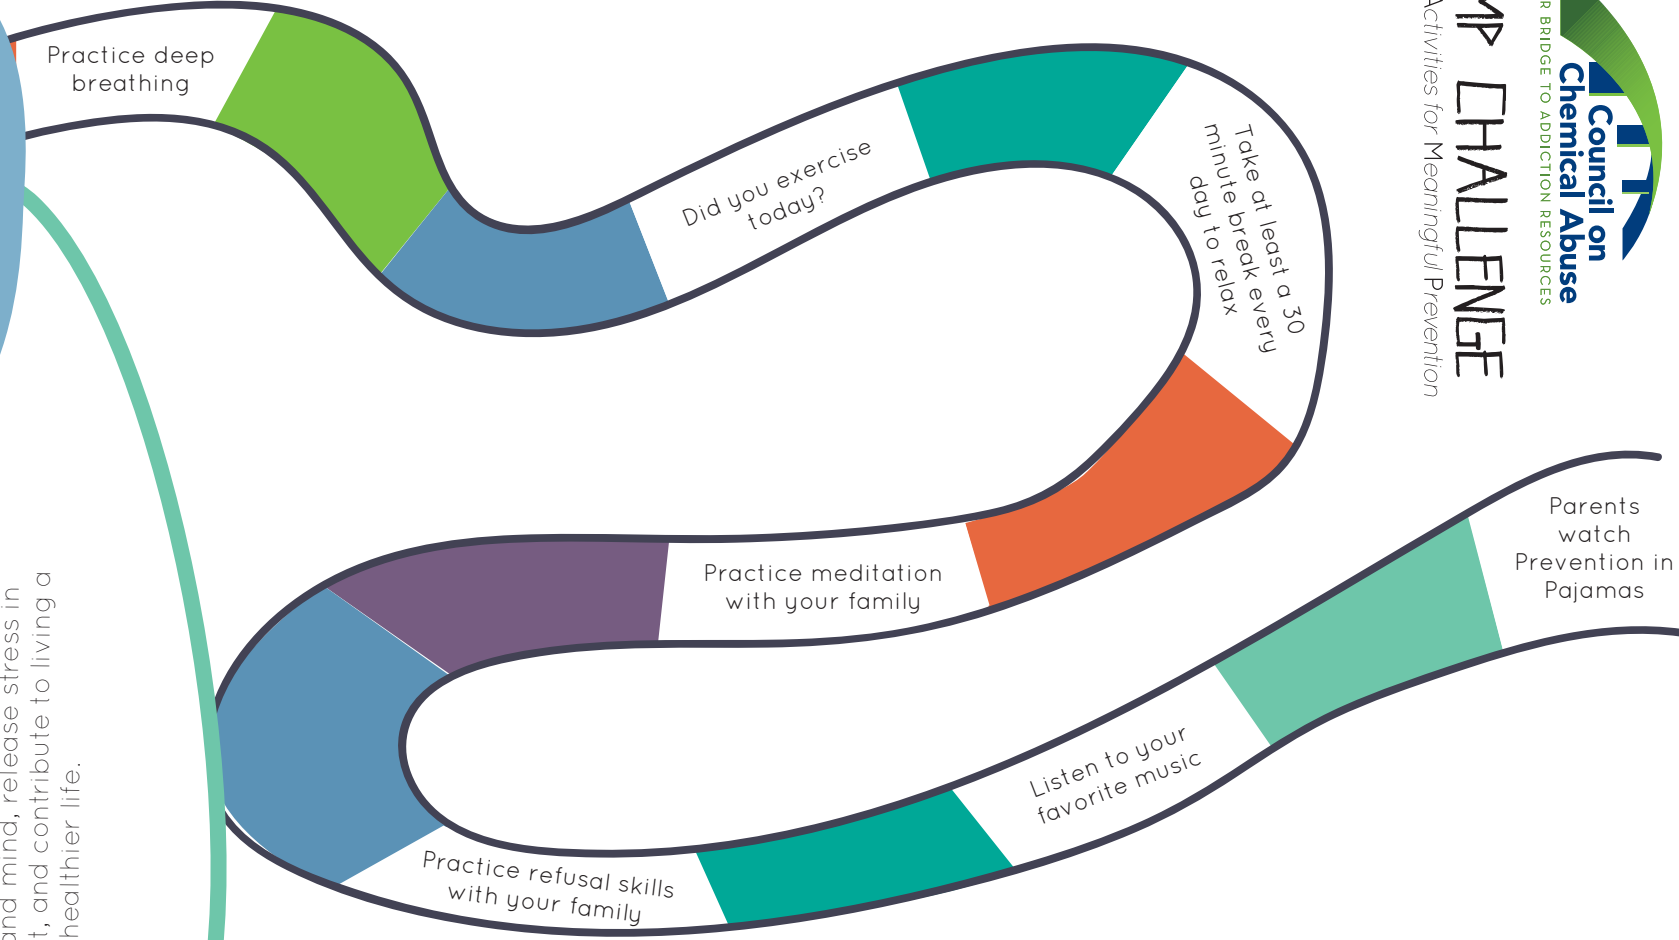 Council on
Chemical Abuse
R BRIDGE TO ADDICTION RESOURCES
MP CHALLENGE
Activities for Meaningful Prevention
Practice deep
breathing
Did you exercise
today?
Take at least a 30
minute break every
day to relax
Practice meditation
with your family
Practice refusal skills
with your family
Listen to your
favorite music
Parents
watch
Prevention in
Pajamas
and mind, release stress in
t, and contribute to living a
healthier life.